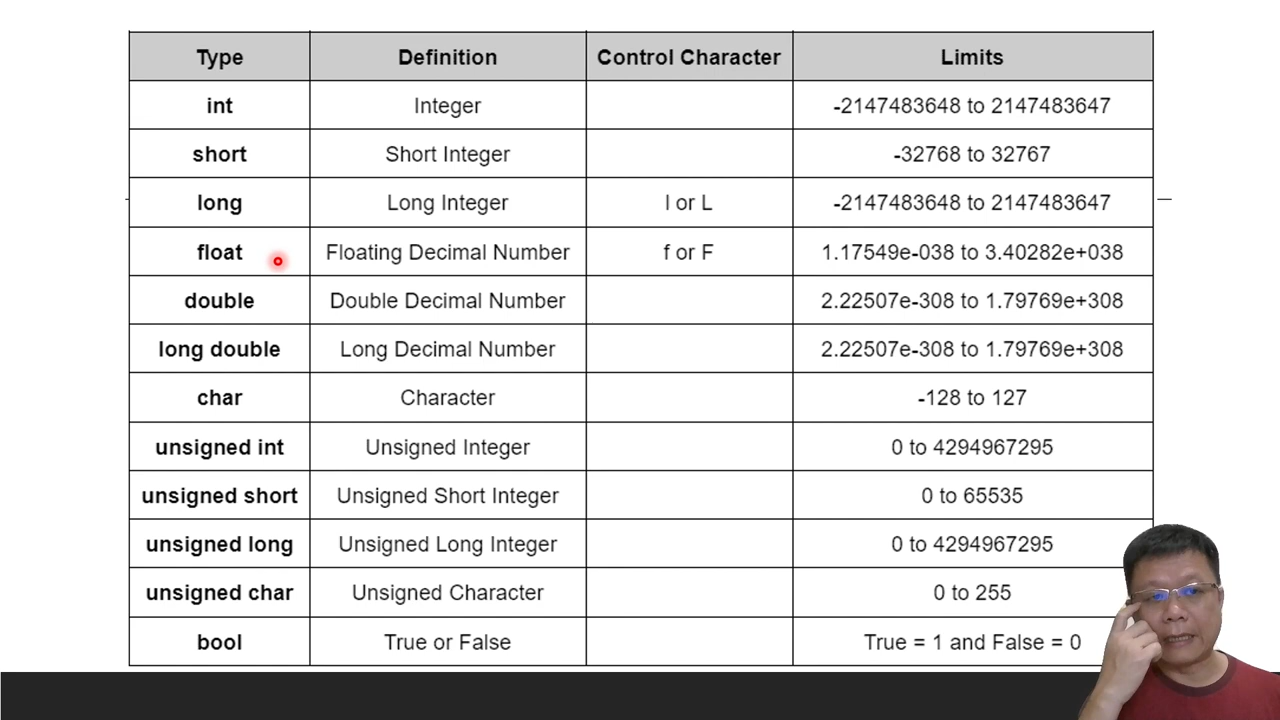 Type Definition Control Character Limits
int Integer -2147483648 to 2147483647
short Short Integer -32768 to 32767
long Long Integer l or L -2147483648 to 2147483647
float Floating Decimal Number f or F 1.17549e-038 to 3.40282e+038
double Double Decimal Number 2.22507e-308 to 1.79769e+308
long double Long Decimal Number 2.22507e-308 to 1.79769e+308
char Character -128 to 127
unsigned int Unsigned Integer 0 to 4294967295
unsigned short Unsigned Short Integer 0 to 65535
unsigned long Unsigned Long Integer 0 to 4294967295
unsigned char Unsigned Character 0 to 255
bool True or False True = 1 and False = 0